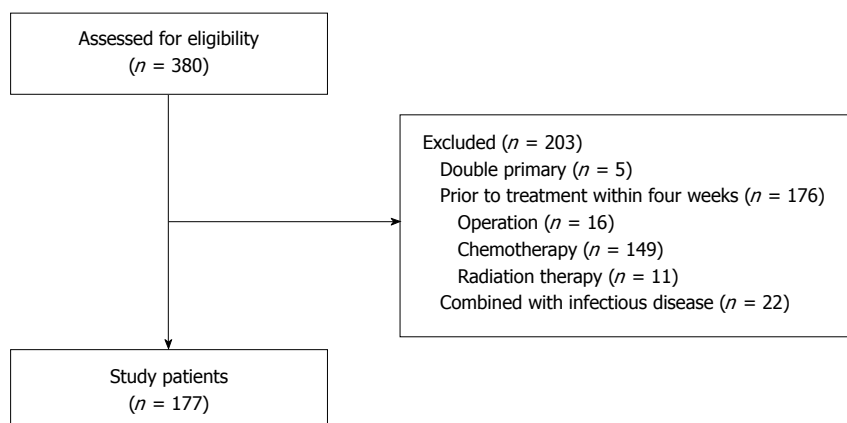 Assessed for eligibility
(n = 380)
Excluded (n = 203)
Double primary (n = 5)
Prior to treatment within four weeks (n = 176)
Operation (n = 16)
Chemotherapy (n = 149)
Radiation therapy (n = 11)
Combined with infectious disease (n = 22)
Study patients
(n = 177)